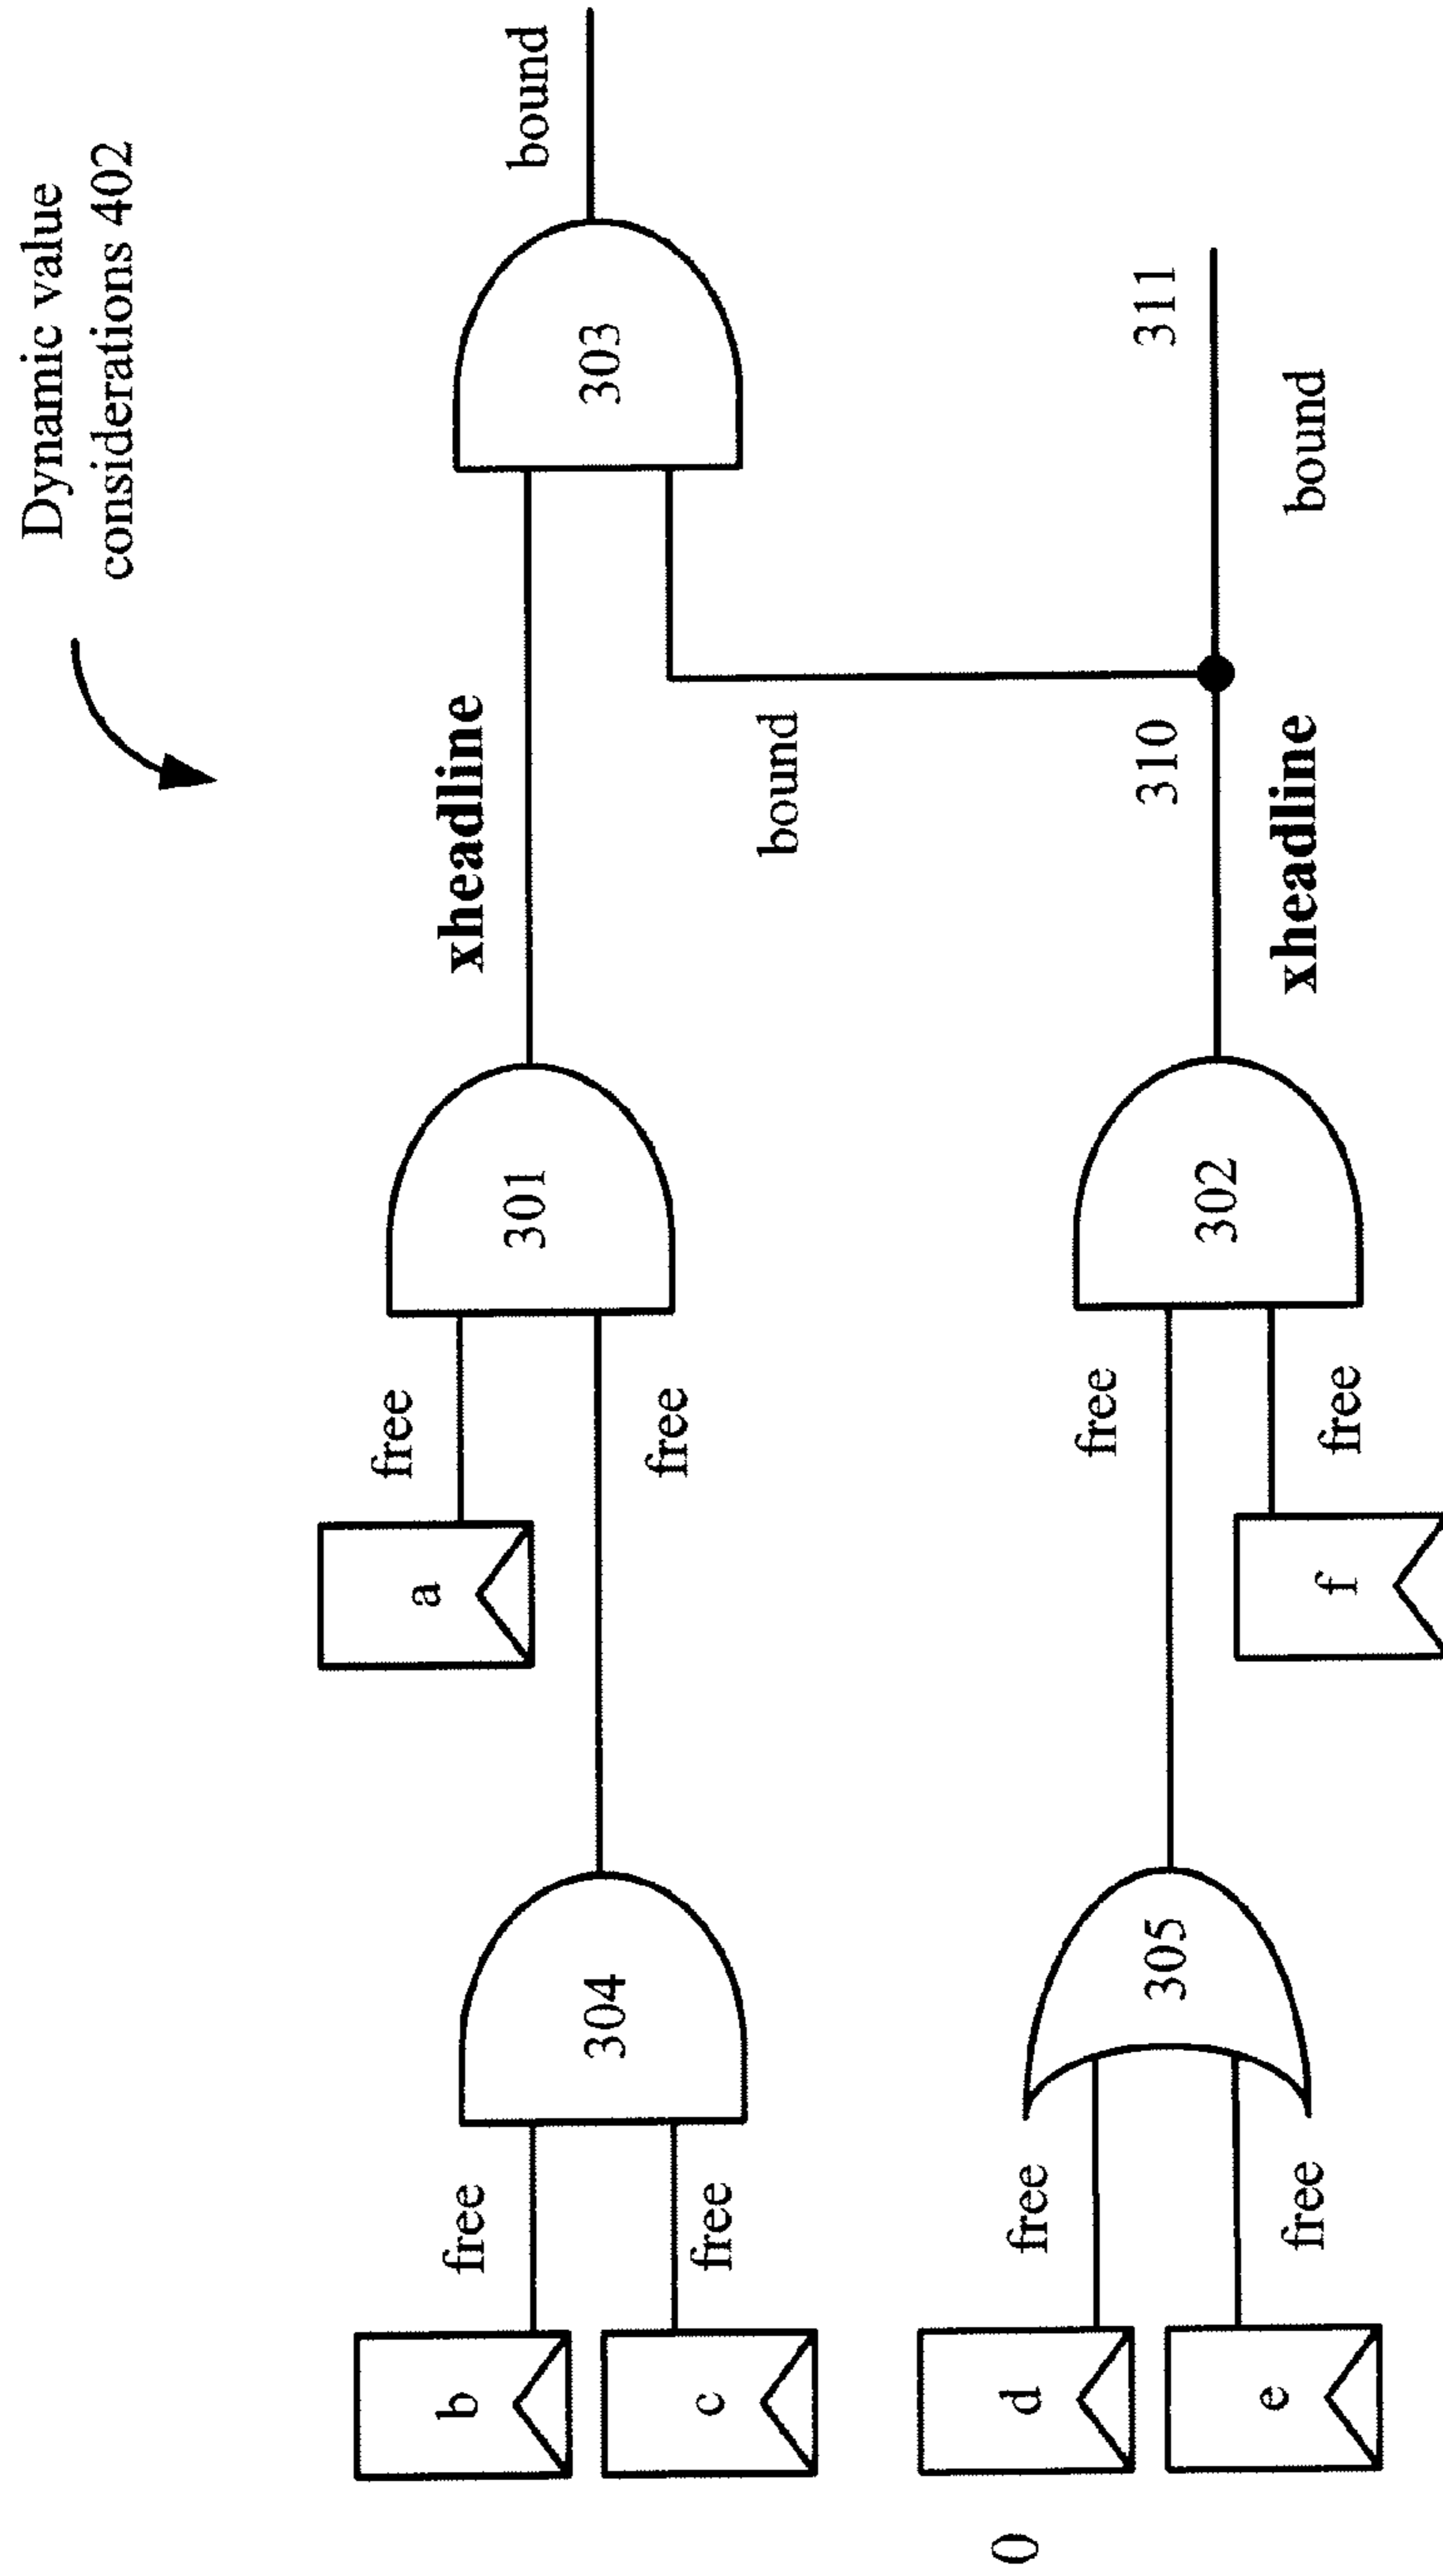 Dynamic value
considerations 402
bound
303
xheadline
bound
311
bound
310
xheadline
301
302
free
free
free
free
a
f
304
305
free
free
free
free
b
c
d
e
0